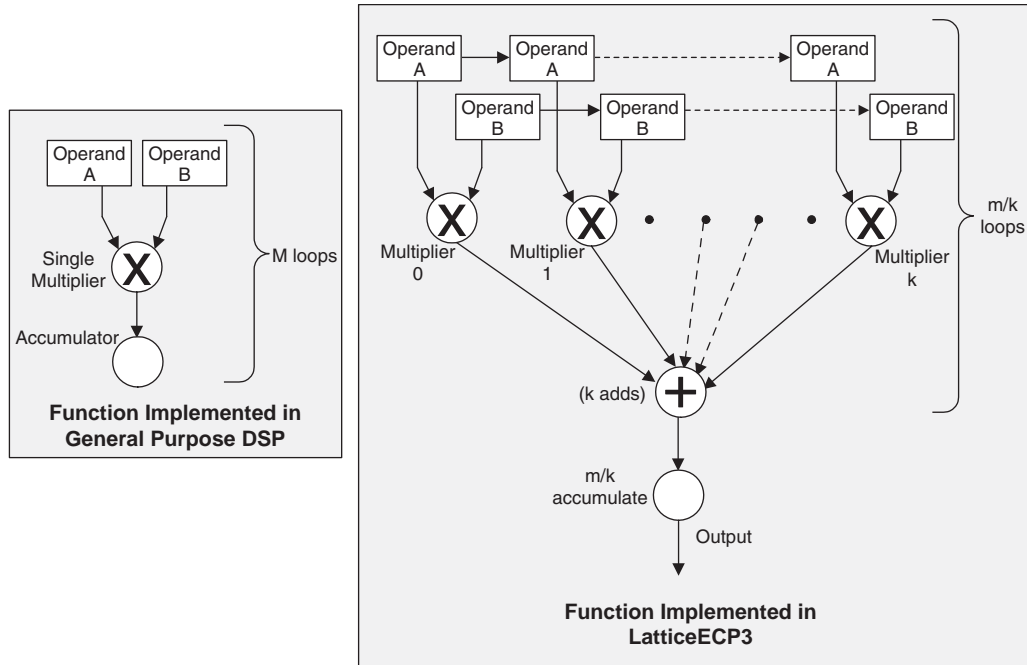 Operand
A
Operand
B
Single
Multiplier
X
Accumulator
M loops
Function Implemented in
General Purpose DSP
Operand
A
Operand
A
Operand
A
Operand
B
Operand
B
Operand
B
X
X
X
Multiplier
0
Multiplier
1
Multiplier
k
m/k
loops
(k adds)
+
m/k
accumulate
Output
Function Implemented in
LatticeECP3